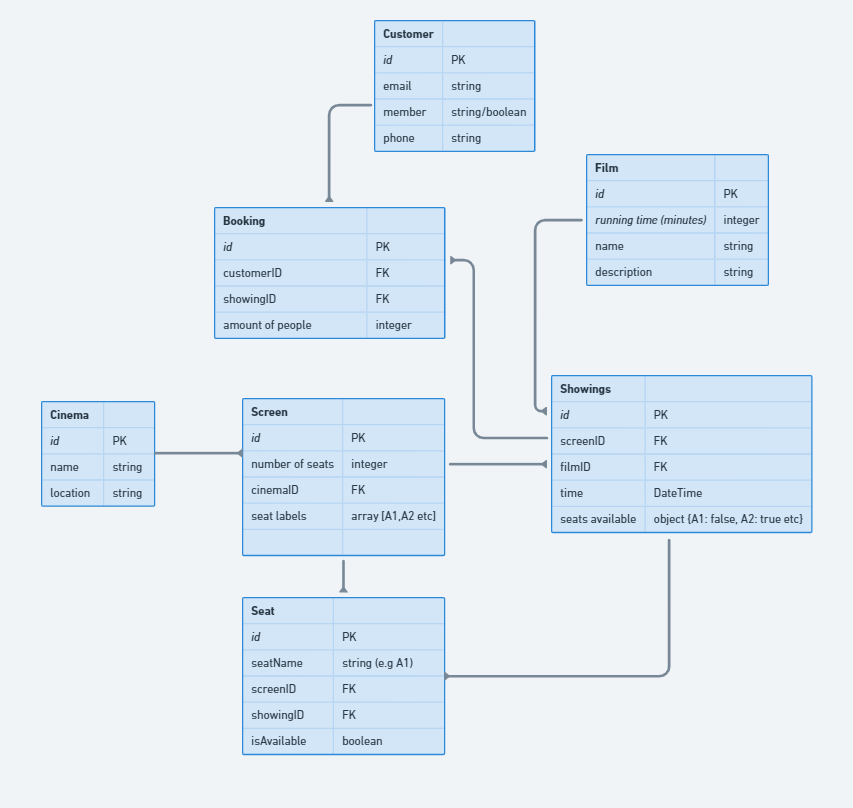 Customer
id PK
email string
member string/boolean
phone string
Film
id PK
running time (minutes) integer
name string
description string
Booking
id PK
customerID FK
showingID FK
amount of people integer
Showings
id PK
screenID FK
filmID FK
time DateTime
seats available object {A1: false, A2: true etc}
Cinema
id PK
name string
location string
Screen
id PK
number of seats integer
cinemaID FK
seat labels array [A1,A2 etc]
Seat
id PK
seatName string (e.g A1)
screenID FK
showingID FK
isAvailable boolean